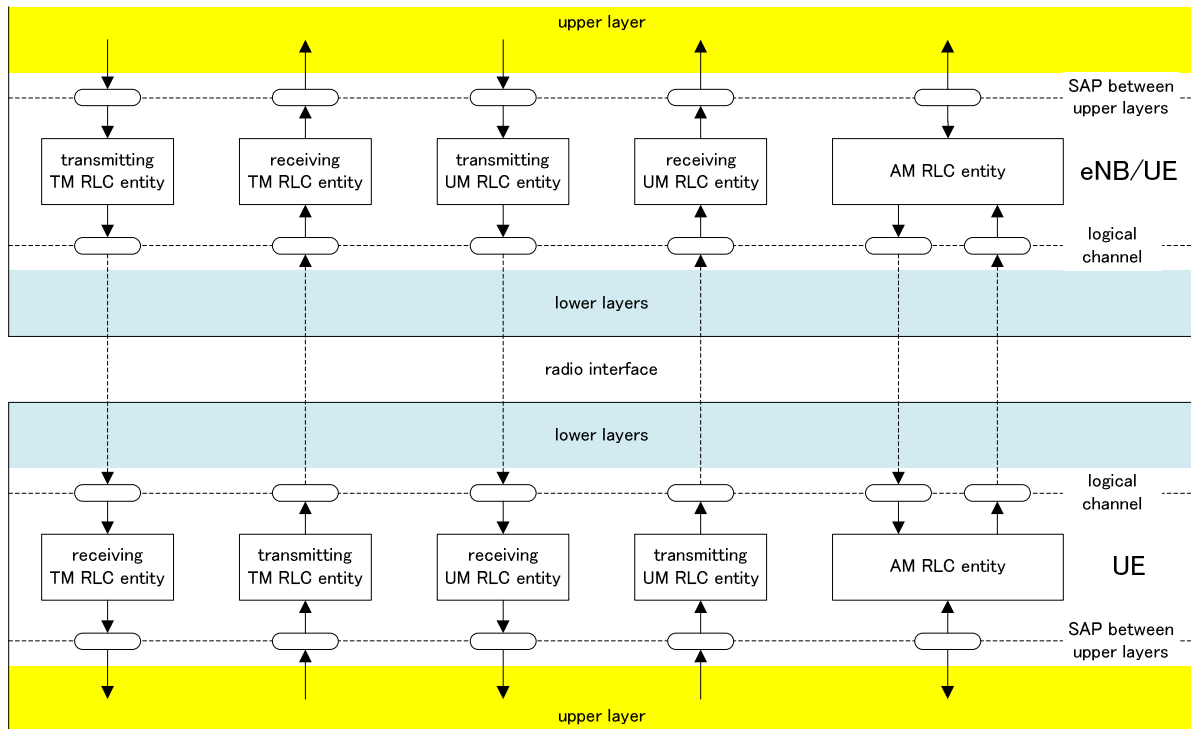 upper layer
SAP between
upper layers
transmitting
TM RLC entity
receiving
TM RLC entity
transmitting
UM RLC entity
receiving
UM RLC entity
AM RLC entity
eNB/UE
logical
channel
lower layers
radio interface
lower layers
logical
channel
receiving
TM RLC entity
transmitting
TM RLC entity
receiving
UM RLC entity
transmitting
UM RLC entity
AM RLC entity
UE
SAP between
upper layers
upper layer